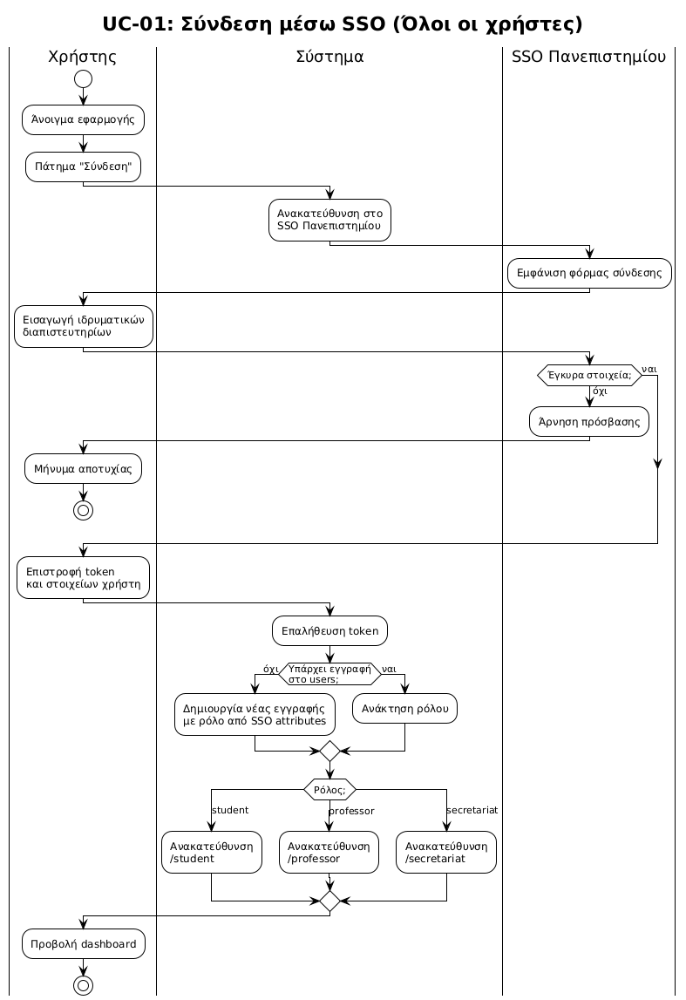 UC-01: Σύνδεση μέσω SSO (Όλοι οι χρήστες)
Χρήστης
Σύστημα
SSO Πανεπιστημίου
Άνοιγμα εφαρμογής
Πάτημα "Σύνδεση"
Ανακατεύθυνση στο
SSO Πανεπιστημίου
Εμφάνιση φόρμας σύνδεσης
Εισαγωγή ιδρυματικών
διαπιστευτηρίων
Έγκυρα στοιχεία;
ναι
όχι
Άρνηση πρόσβασης
Μήνυμα αποτυχίας
Επιστροφή token
και στοιχείων χρήστη
Επαλήθευση token
όχι
Υπάρχει εγγραφή
στο users;
ναι
Δημιουργία νέας εγγραφής
με ρόλο από SSO attributes
Ανάκτηση ρόλου
Ρόλος;
student
professor
secretariat
Ανακατεύθυνση
/student
Ανακατεύθυνση
/professor
Ανακατεύθυνση
/secretariat
Προβολή dashboard